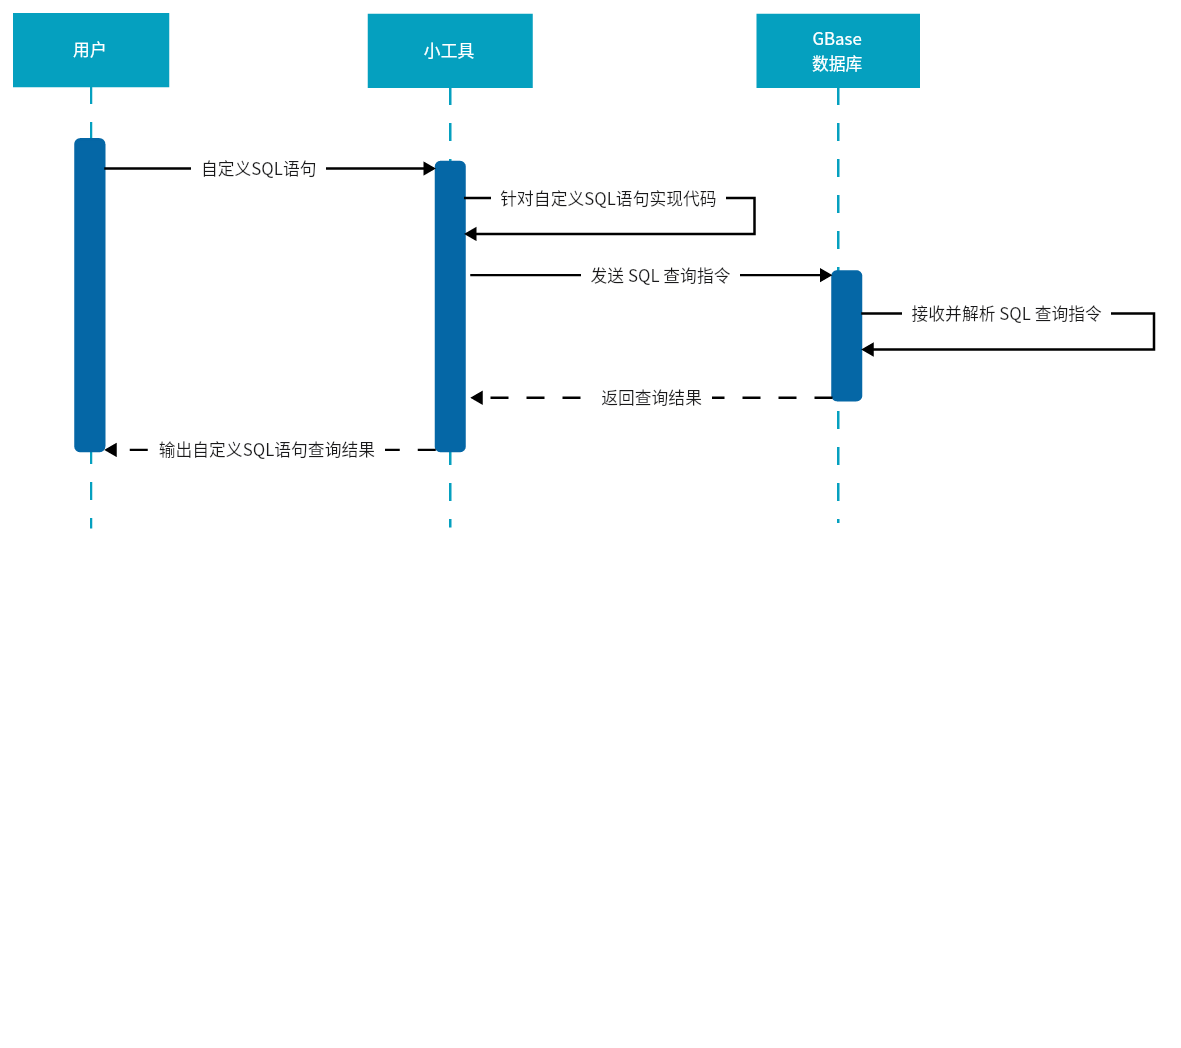 用户
小工具
GBase
数据库
自定义SQL语句
针对自定义SQL语句实现代码
发送 SQL 查询指令
接收并解析 SQL 查询指令
返回查询结果
输出自定义SQL语句查询结果